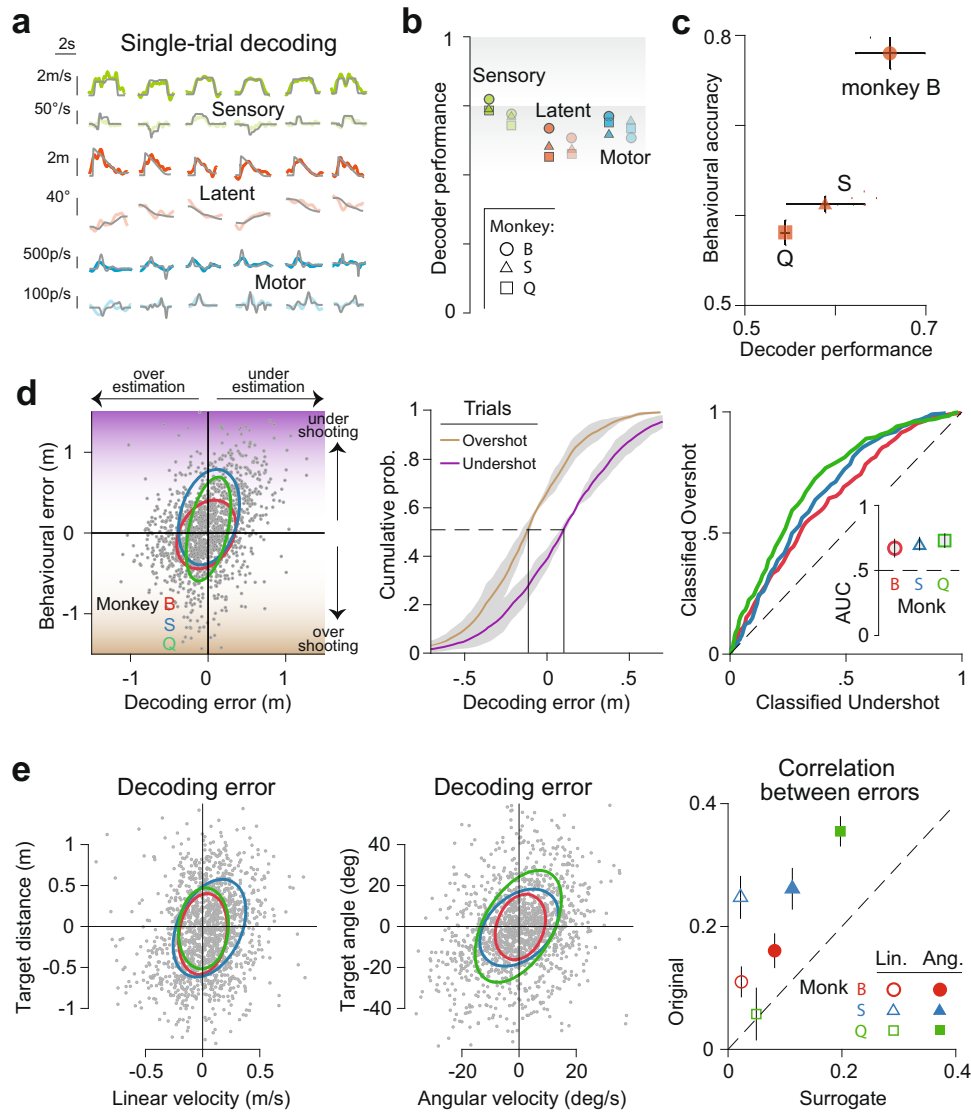 a
Single-trial decoding
2s
2m/s
50°/s
Sensory
2m
40°
Latent
500p/s
Motor
100p/s
b
1
Sensory
Latent
Motor
Decoder performance
Monkey:
B
S
Q
0
c
0.8
monkey B
S
Q
Behavioural accuracy
0.5
0.5
0.7
Decoder performance
d
over estimation
under estimation
under shooting
over shooting
Behavioural error (m)
1
0
-1
Monkey B
S
Q
-1
0
1
Decoding error (m)
Trials
Overshot
Undershot
Cumulative prob.
1
.8
.6
.4
.2
0
-.5
0
.5
Decoding error (m)
Classified Overshot
1
.5
0
0
.5
1
Classified Undershot
AUC
1
.5
0
B S Q
Monk
e
Decoding error
Target distance (m)
1
0.5
0
-0.5
-1
-0.5
0
0.5
Linear velocity (m/s)
Decoding error
Target angle (deg)
40
20
0
-20
-40
-20
0
20
Angular velocity (deg/s)
Correlation
between errors
Original
0.4
0.2
0
0
0.2
0.4
Surrogate
Lin. Ang.
Monk B
S
Q